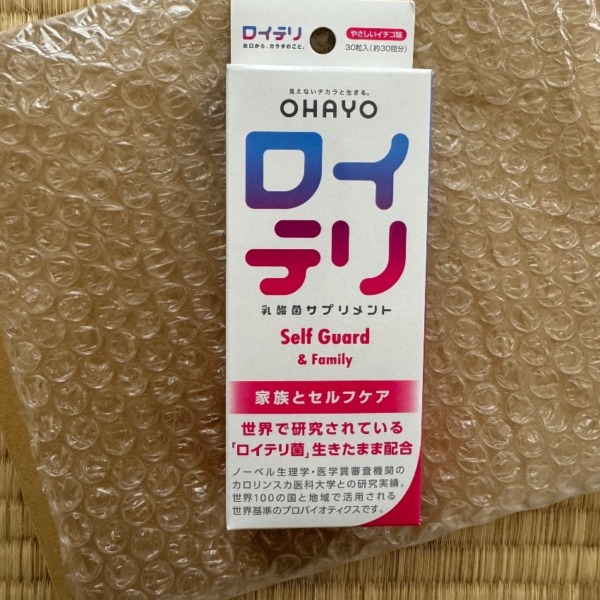 ロイテリ
お口から、カラダのこと。
やさしいイチゴ味
30粒入(約30回分)
見えないチカラと生きる。
OHAYO
ロイ
テリ
乳酸菌サプリメント
Self Guard
& Family
家族とセルフケア
世界で研究されている
「ロイテリ菌」生きたまま配合
ノーベル生理学・医学賞審査機関の
カロリンスカ医科大学との研究実績。
世界100の国と地域で活用される
世界基準のプロバイオティクスです。